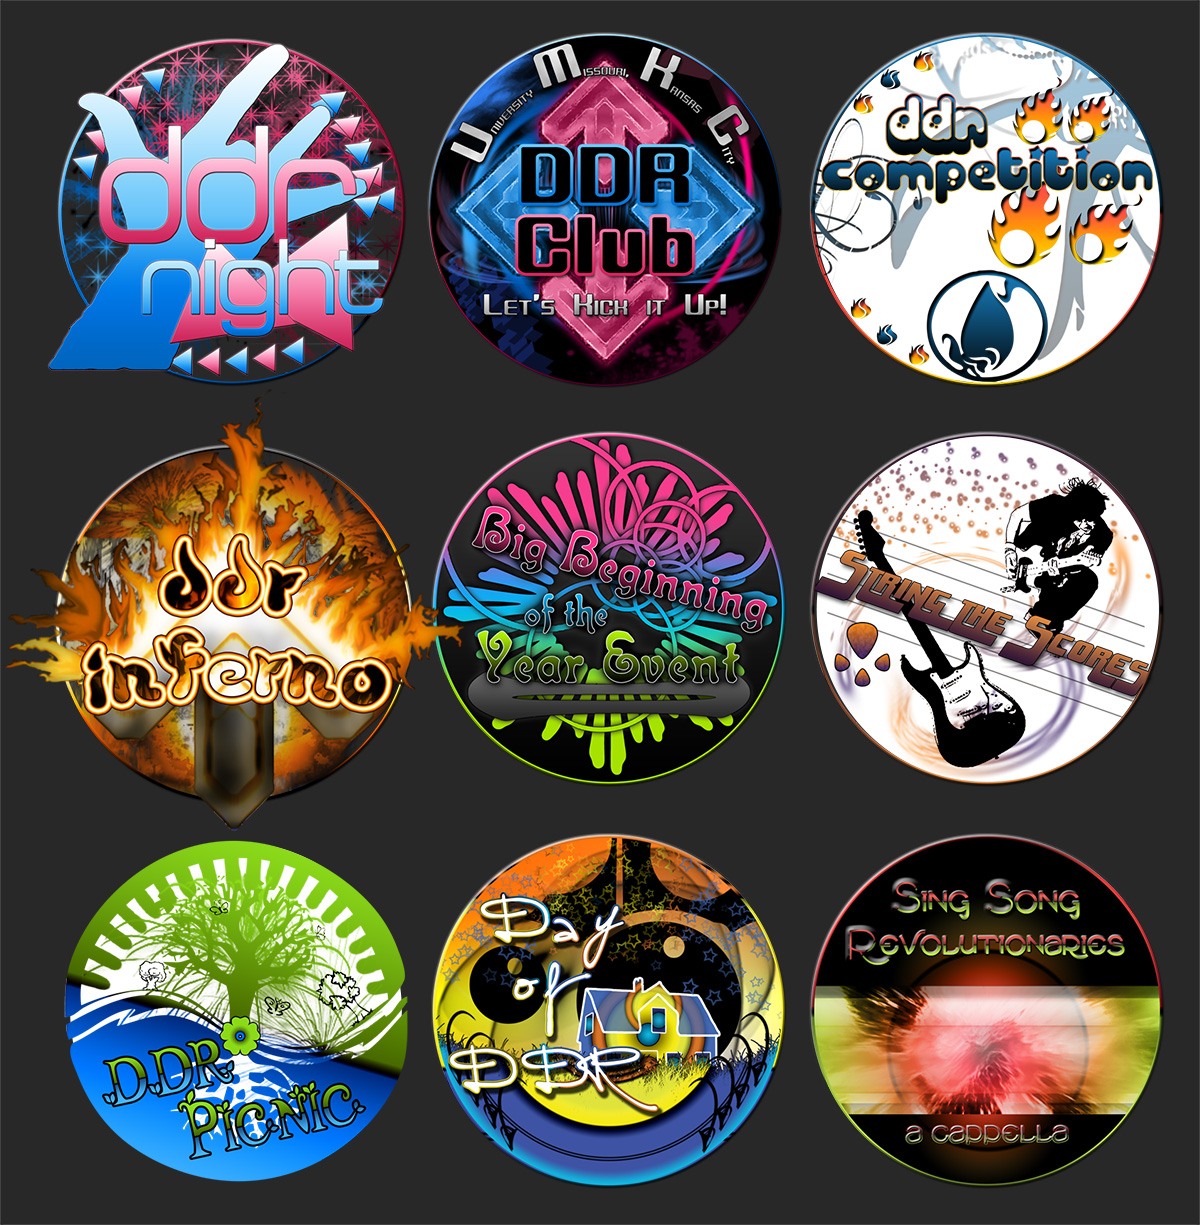 ddr
night
University Missouri, Kansas City
DDR
Club
Let's Kick it Up!
ddr
competition
ddr
inferno
Big Beginning
of the
Year Event
String the Scores
DDR
Picnic
Day
of
DDR
Sing Song
Revolutionaries
a cappella